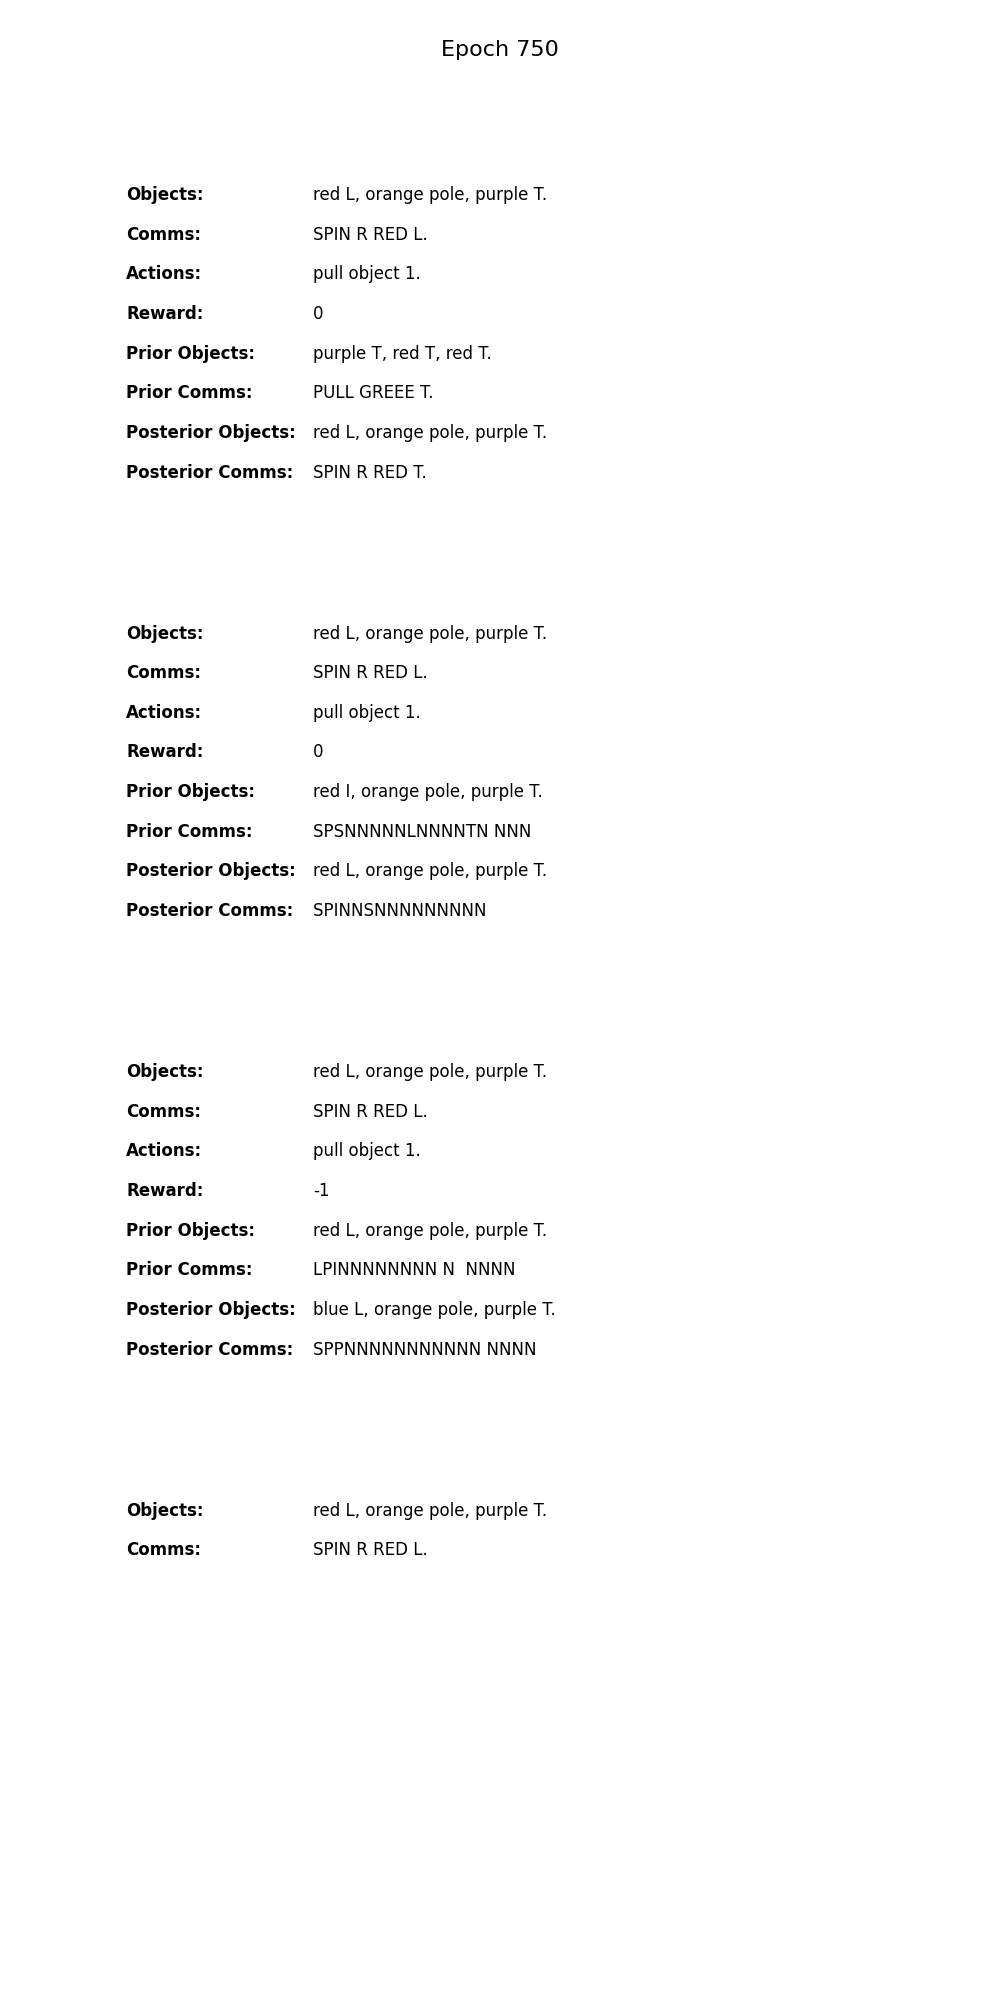 Epoch 750
Objects: red L, orange pole, purple T.
Comms: SPIN R RED L.
Actions: pull object 1.
Reward: 0
Prior Objects: purple T, red T, red T.
Prior Comms: PULL GREEE T.
Posterior Objects: red L, orange pole, purple T.
Posterior Comms: SPIN R RED T.
Objects: red L, orange pole, purple T.
Comms: SPIN R RED L.
Actions: pull object 1.
Reward: 0
Prior Objects: red I, orange pole, purple T.
Prior Comms: SPSNNNNNLNNNNTN NNN
Posterior Objects: red L, orange pole, purple T.
Posterior Comms: SPINNSNNNNNNNNNN
Objects: red L, orange pole, purple T.
Comms: SPIN R RED L.
Actions: pull object 1.
Reward: -1
Prior Objects: red L, orange pole, purple T.
Prior Comms: LPINNNNNNNN N  NNNN
Posterior Objects: blue L, orange pole, purple T.
Posterior Comms: SPPNNNNNNNNNNN NNNN
Objects: red L, orange pole, purple T.
Comms: SPIN R RED L.